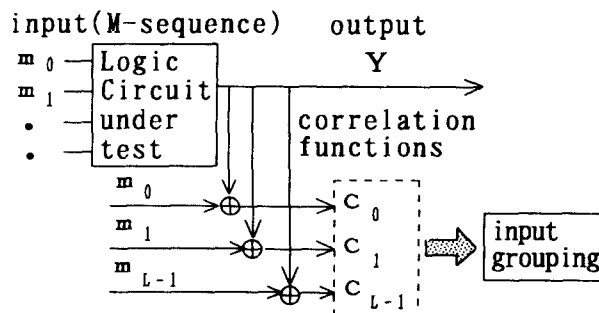 input(M-sequence) output
m 0 Logic Y
m 1 Circuit
under
test
correlation
functions
m 0
C 0
m 1
C 1
m L-1
C L-1
input
grouping